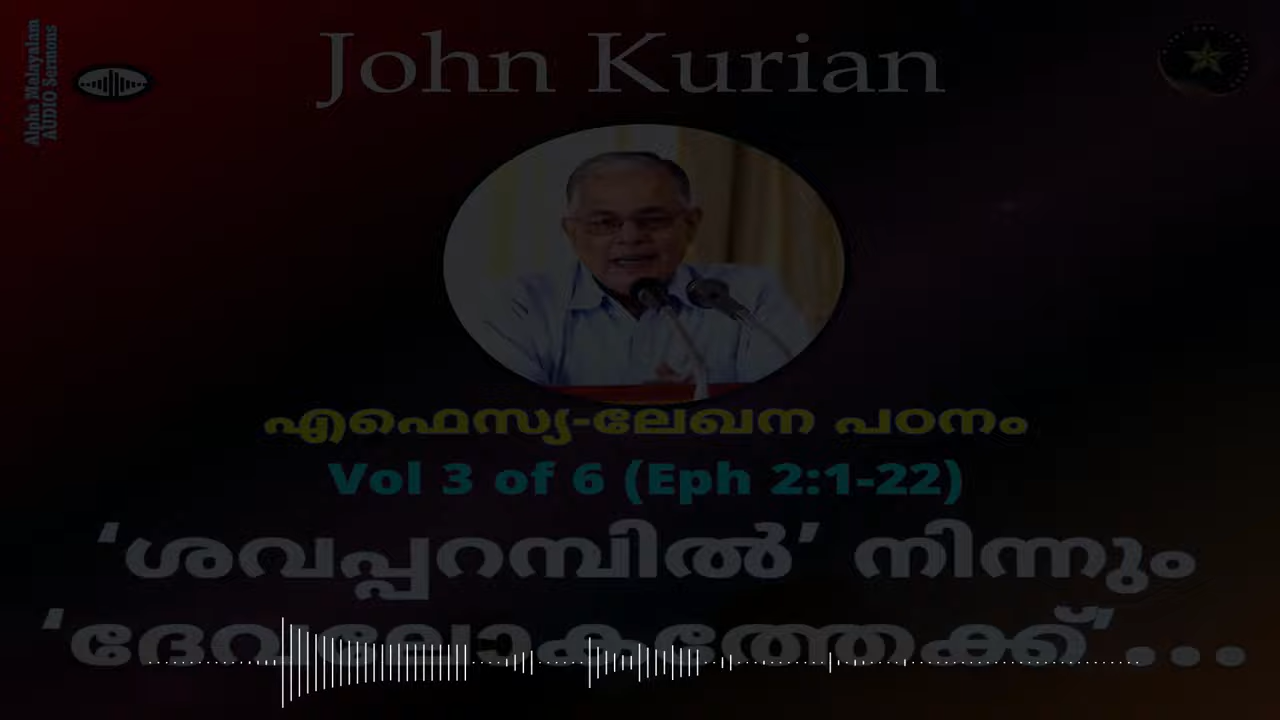 Alpha Malayalam
AUDIO Sermons
John Kurian
എഫെസ്യ-ലേഖന പഠനം
Vol 3 of 6 (Eph 2:1-22)
‘ശവപ്പറമ്പിൽ’ നിന്നും
‘ദേവലോകത്തേക്ക്’...